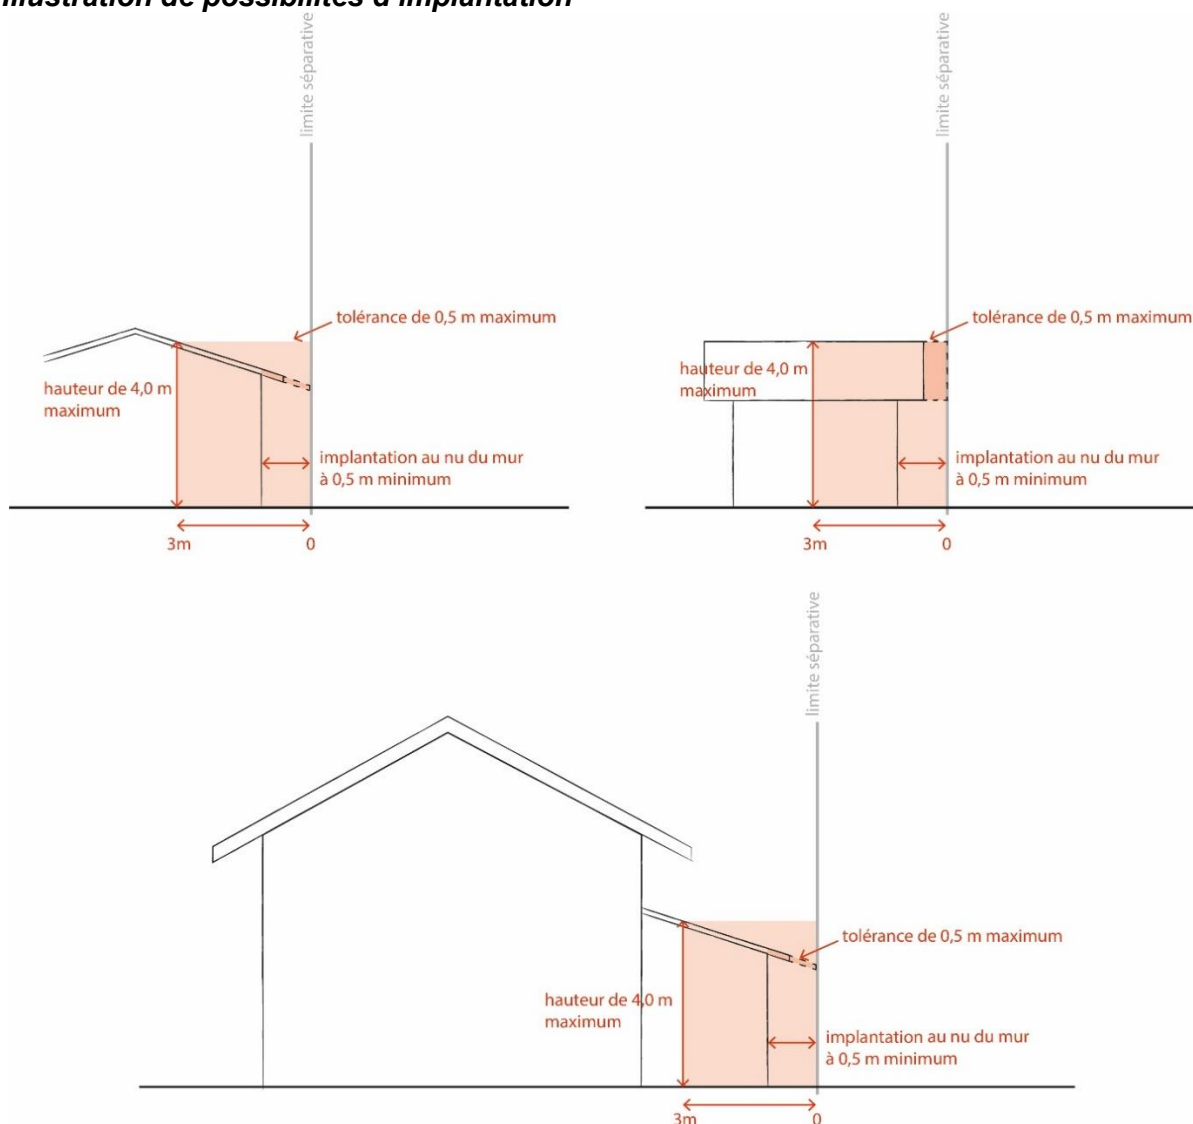 Illustration de possibilités d'implantation
limite séparative
tolérance de 0,5 m maximum
hauteur de 4,0 m
maximum
implantation au nu du mur
à 0,5 m minimum
3m
0
limite séparative
tolérance de 0,5 m maximum
hauteur de 4,0 m
maximum
implantation au nu du mur
à 0,5 m minimum
3m
0
limite séparative
tolérance de 0,5 m maximum
hauteur de 4,0 m
maximum
implantation au nu du mur
à 0,5 m minimum
3m
0